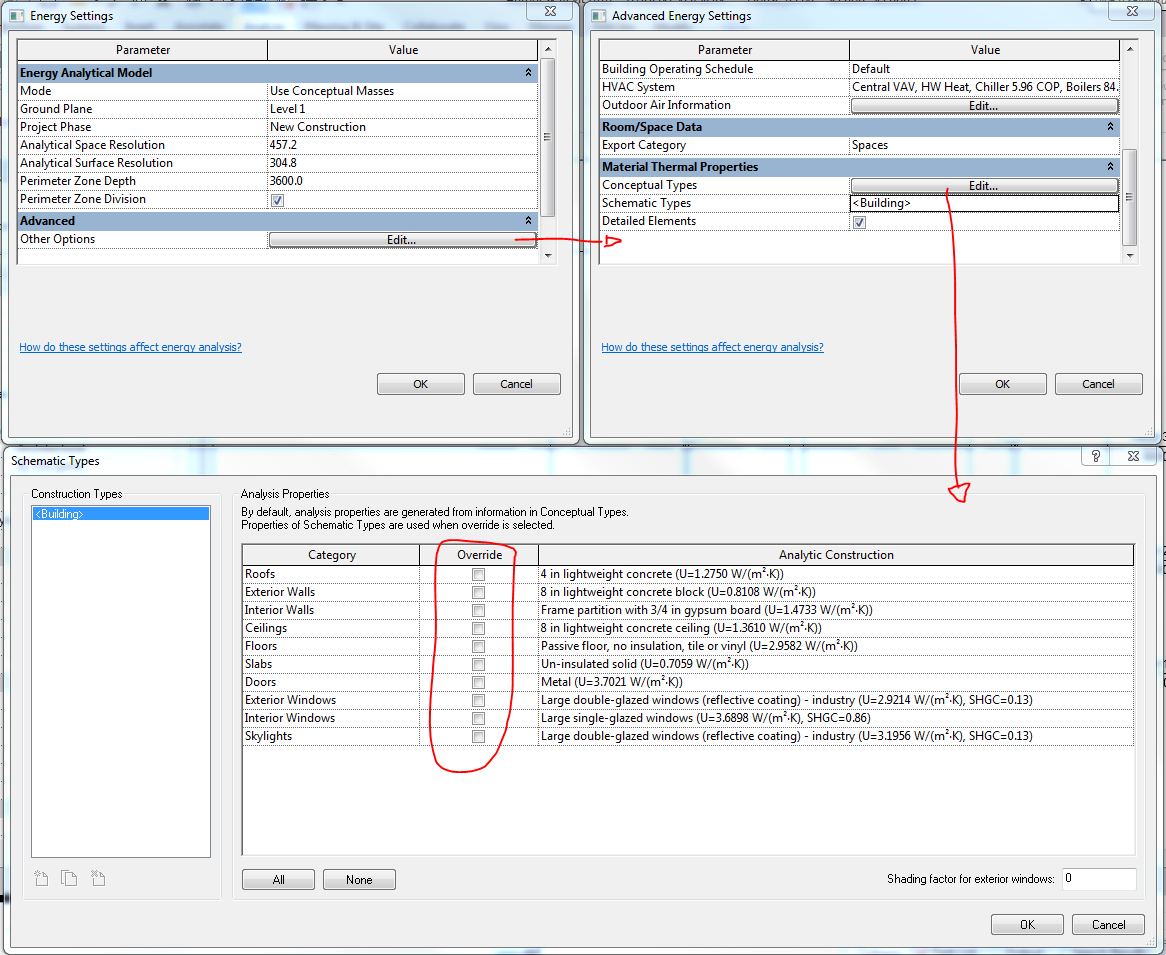 Energy Settings
Parameter Value
Energy Analytical Model
Mode Use Conceptual Masses
Ground Plane Level 1
Project Phase New Construction
Analytical Space Resolution 457.2
Analytical Surface Resolution 304.8
Perimeter Zone Depth 3600.0
Perimeter Zone Division
Advanced
Other Options Edit...
How do these settings affect energy analysis?
OK Cancel
Advanced Energy Settings
Parameter Value
Building Operating Schedule Default
HVAC System Central VAV, HW Heat, Chiller 5.96 COP, Boilers 84.
Outdoor Air Information Edit...
Room/Space Data
Export Category Spaces
Material Thermal Properties
Conceptual Types Edit...
Schematic Types <Building>
Detailed Elements
How do these settings affect energy analysis?
OK Cancel
Schematic Types
Construction Types
<Building>
Analysis Properties
By default, analysis properties are generated from information in Conceptual Types.
Properties of Schematic Types are used when override is selected.
Category Override Analytic Construction
Roofs 4 in lightweight concrete (U=1.2750 W/(m²·K))
Exterior Walls 8 in lightweight concrete block (U=0.8108 W/(m²·K))
Interior Walls Frame partition with 3/4 in gypsum board (U=1.4733 W/(m²·K))
Ceilings 8 in lightweight concrete ceiling (U=1.3610 W/(m²·K))
Floors Passive floor, no insulation, tile or vinyl (U=2.9582 W/(m²·K))
Slabs Un-insulated solid (U=0.7059 W/(m²·K))
Doors Metal (U=3.7021 W/(m²·K))
Exterior Windows Large double-glazed windows (reflective coating) - industry (U=2.9214 W/(m²·K), SHGC=0.13)
Interior Windows Large single-glazed windows (U=3.6898 W/(m²·K), SHGC=0.86)
Skylights Large double-glazed windows (reflective coating) - industry (U=3.1956 W/(m²·K), SHGC=0.13)
All None
Shading factor for exterior windows: 0
OK Cancel